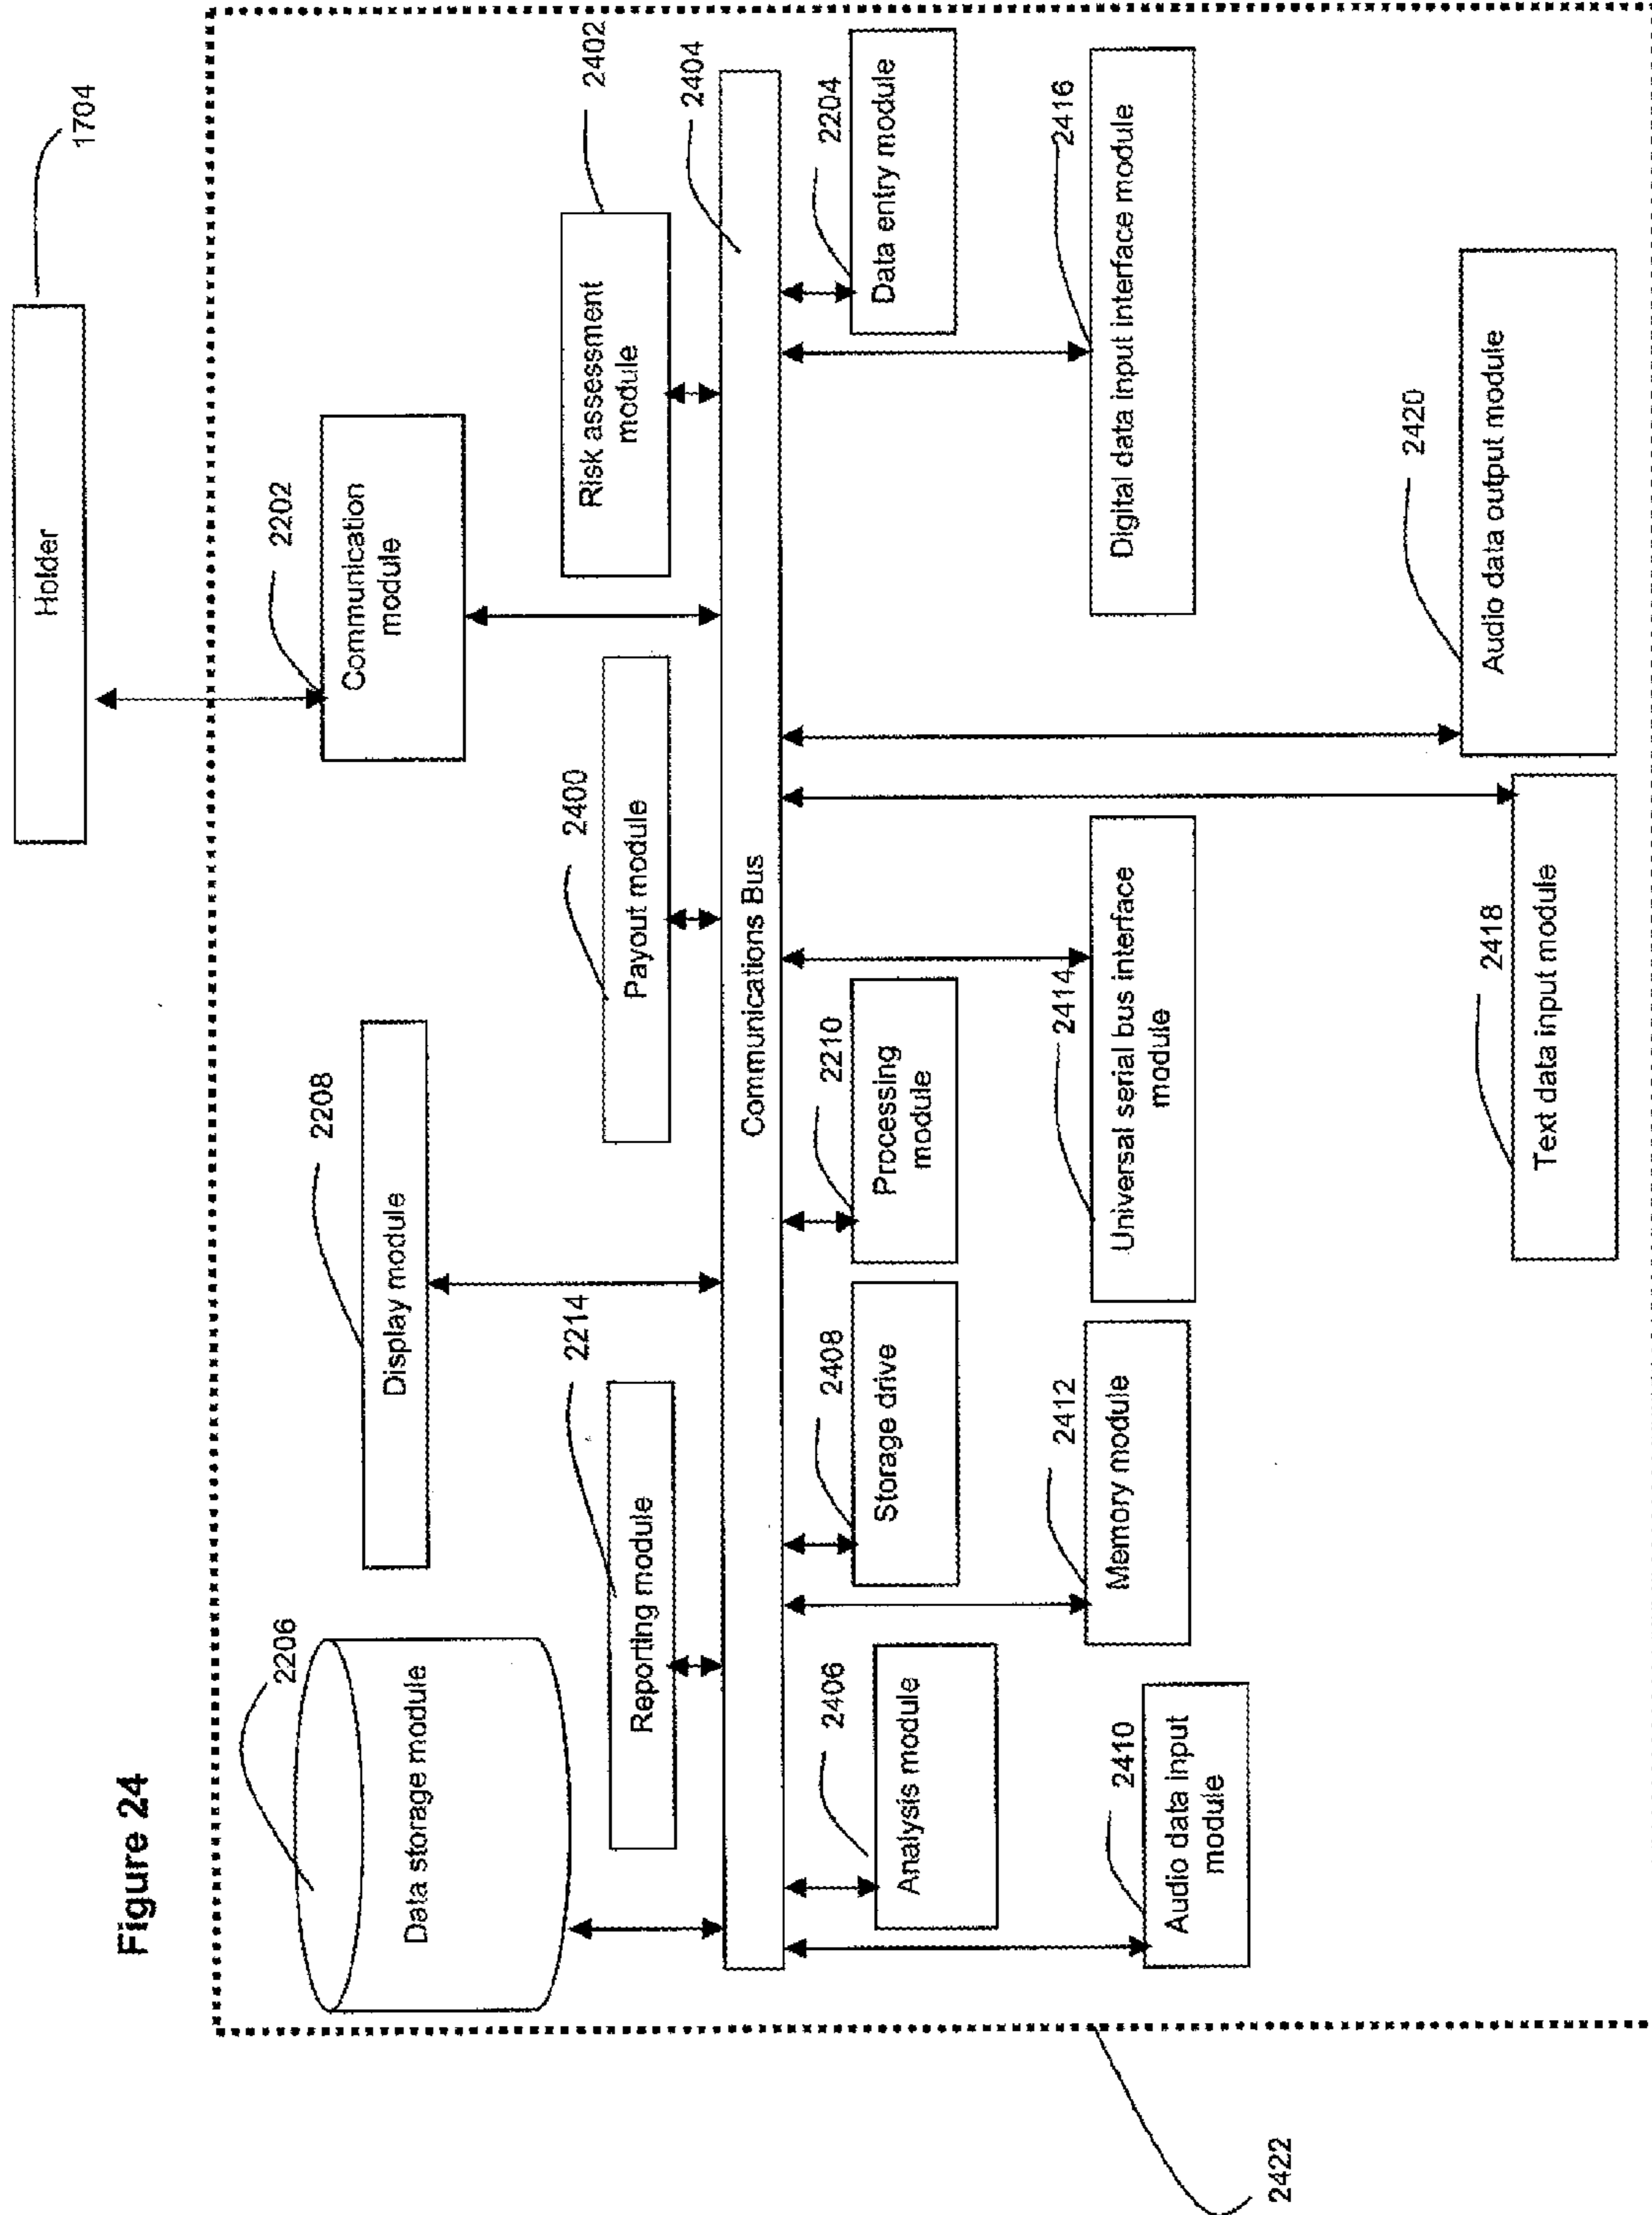 Figure 24
Holder
1704
2206
Data storage module
2208
Display module
2202
Communication
module
2214
Reporting module
2400
Payout module
Risk assessment
module
2402
Communications Bus
2404
2406
Analysis module
2408
Storage drive
2210
Processing
module
2204
Data entry module
2410
Audio data input
module
2412
Memory module
2414
Universal serial bus interface
module
2416
Digital data input interface module
2418
Text data input module
2420
Audio data output module
2422